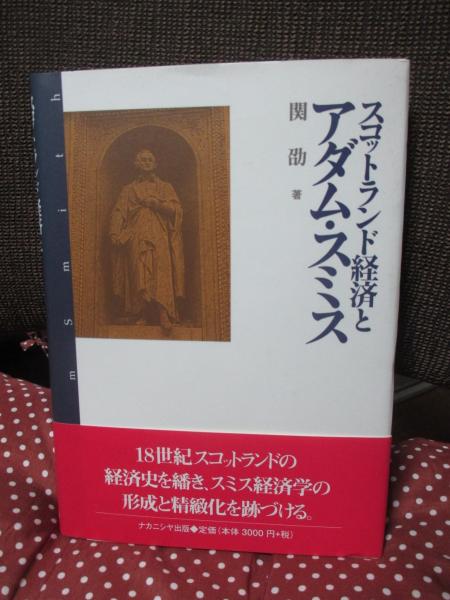 スコットランド経済と
アダム・スミス
関 劭 著
18世紀スコットランドの
経済史を繙き、スミス経済学の
形成と精緻化を跡づける。
ナカニシヤ出版◆定価(本体 3000円+税)
S m i t h